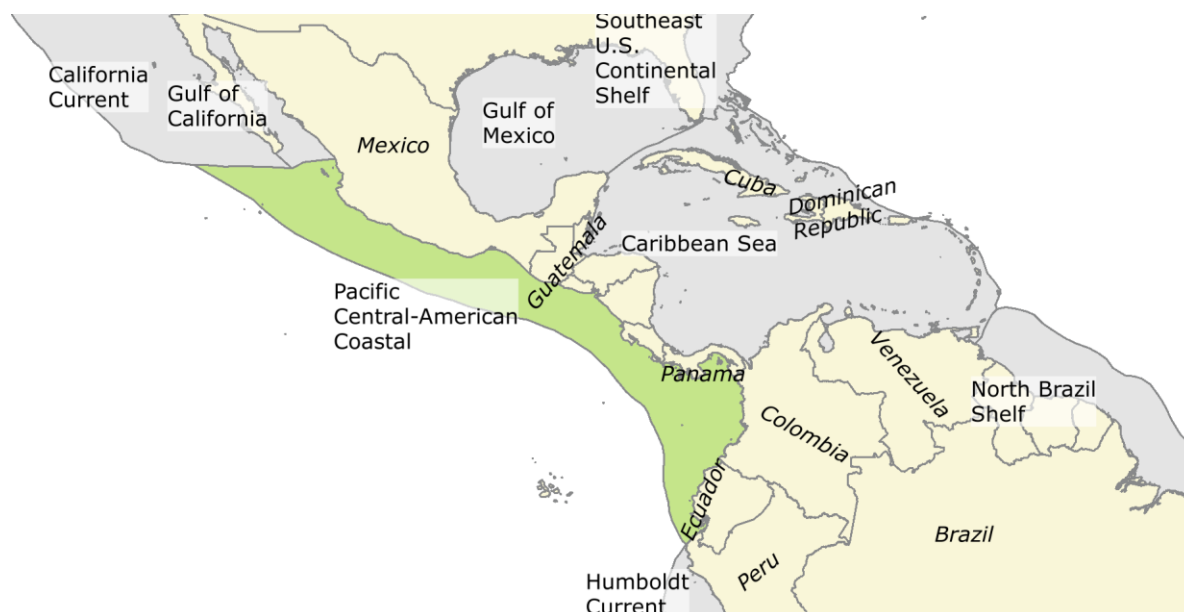 Southeast
U.S.
Continental
Shelf
California
Current
Gulf of
California
Gulf of
Mexico
Mexico
Cuba
Dominican
Republic
Caribbean Sea
Guatemala
Pacific
Central-American
Coastal
Panama
Venezuela
North Brazil
Shelf
Colombia
Ecuador
Brazil
Peru
Humboldt
Current